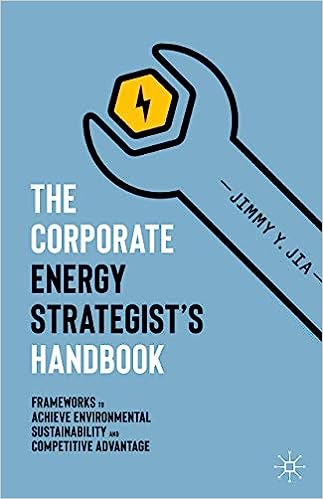 — JIMMY Y. JIA —
THE
CORPORATE
ENERGY
STRATEGIST'S
HANDBOOK
FRAMEWORKS TO
ACHIEVE ENVIRONMENTAL
SUSTAINABILITY AND
COMPETITIVE ADVANTAGE